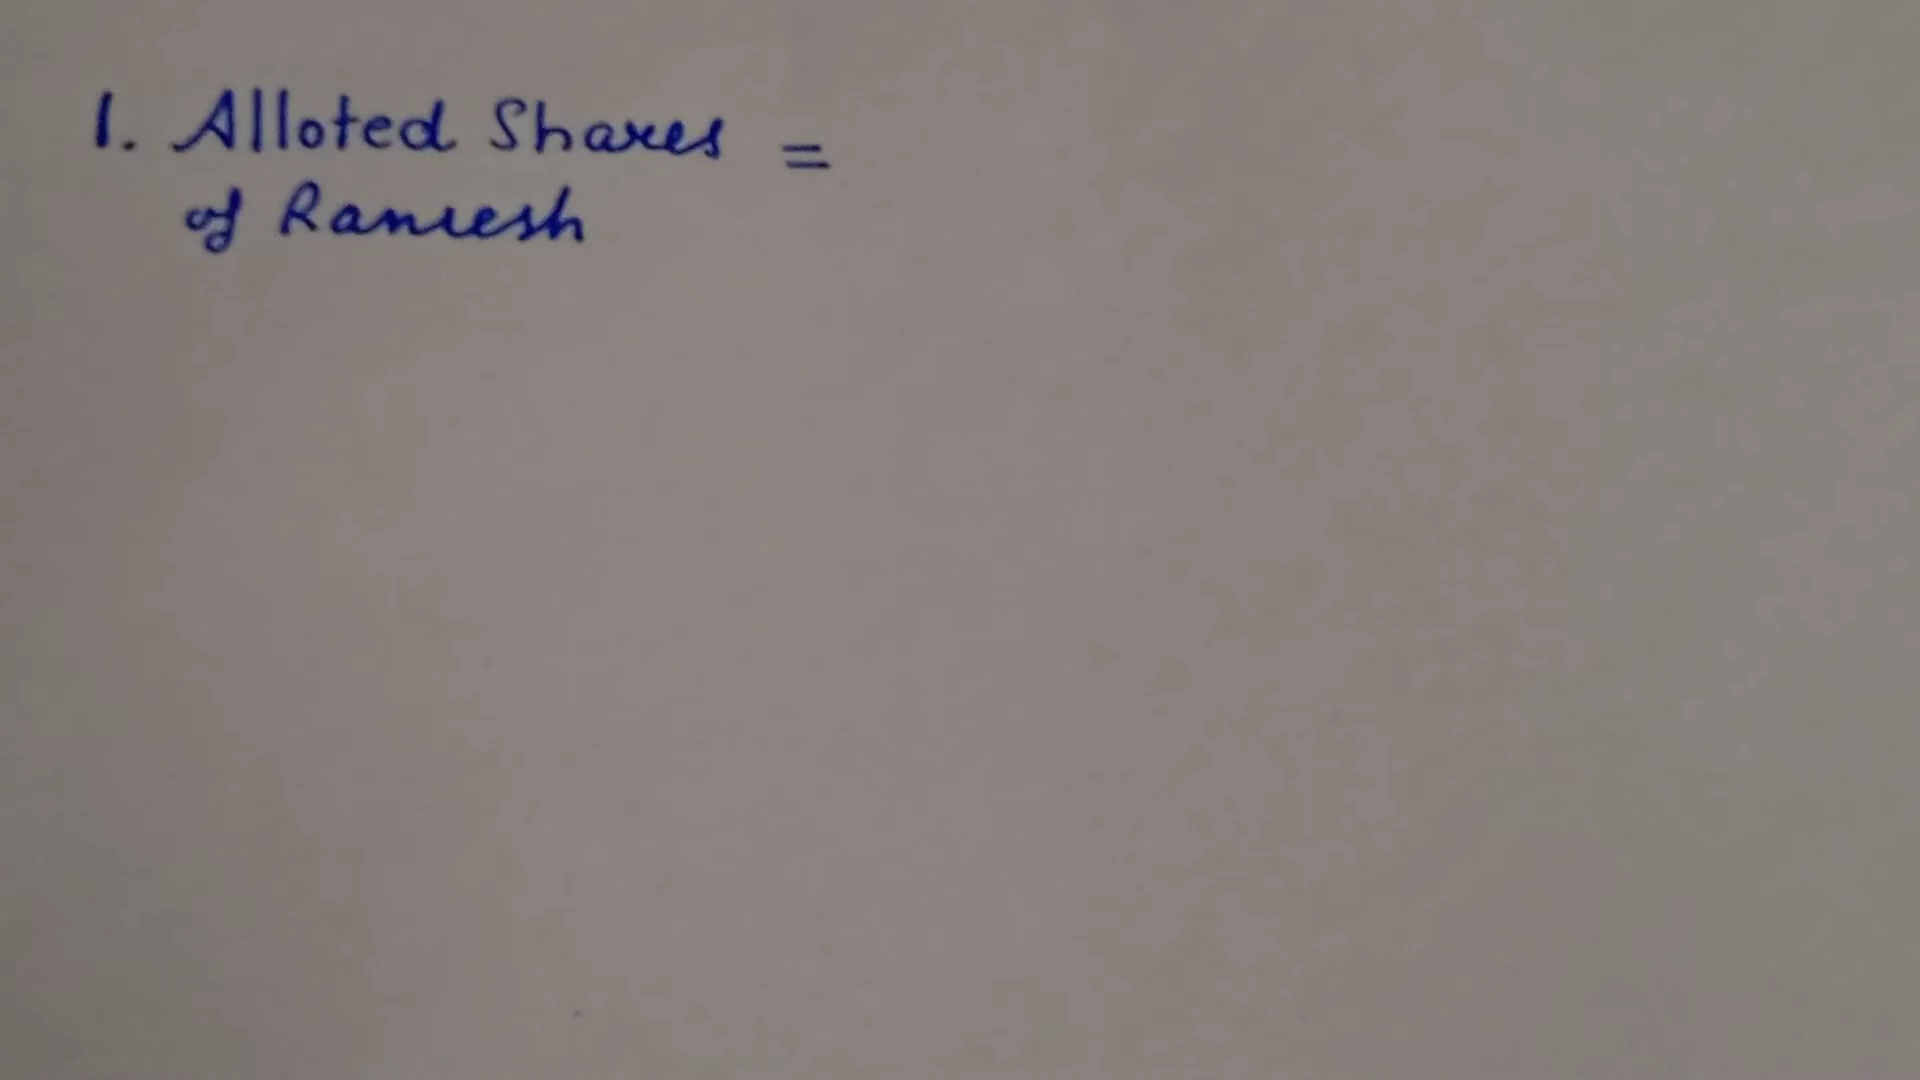 1. Alloted Shares =
of Ramesh